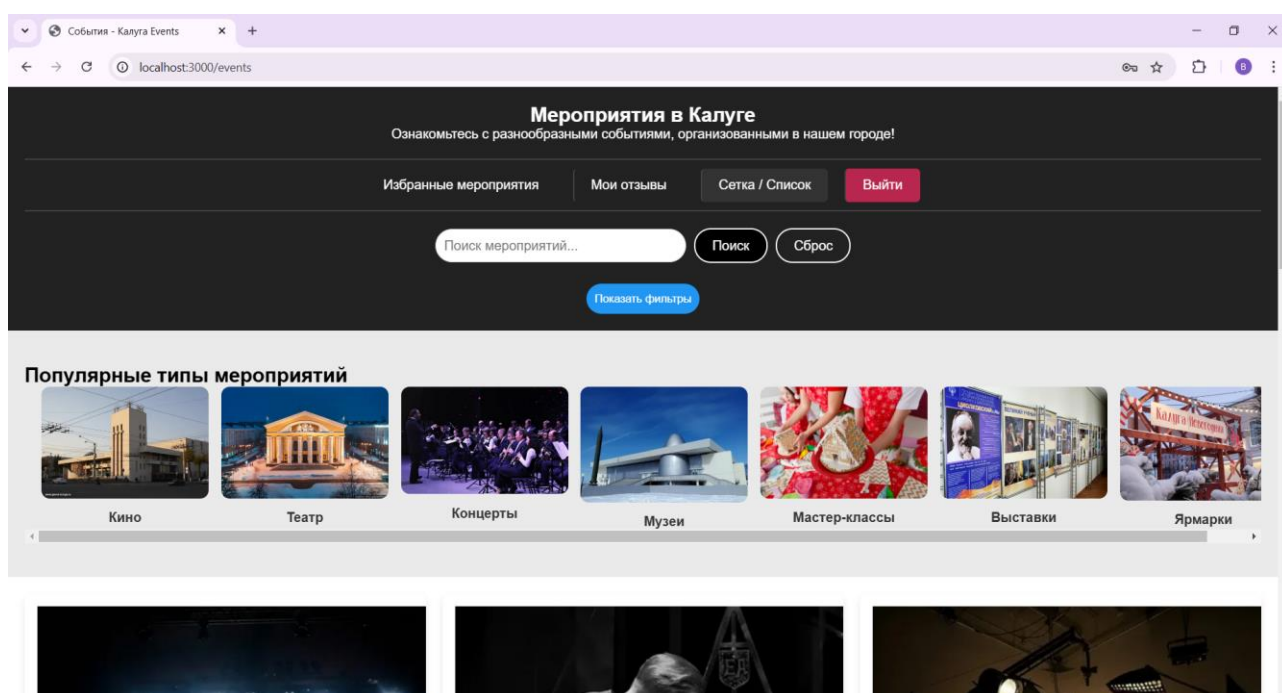 События - Калуга Events
localhost:3000/events
В
Мероприятия в Калуге
Ознакомьтесь с разнообразными событиями, организованными в нашем городе!
Избранные мероприятия Мои отзывы Сетка / Список Выйти
Поиск мероприятий... Поиск Сброс
Показать фильтры
Популярные типы мероприятий
Калуга Новогодняя
Кино Театр Концерты Музеи Мастер-классы Выставки Ярмарки